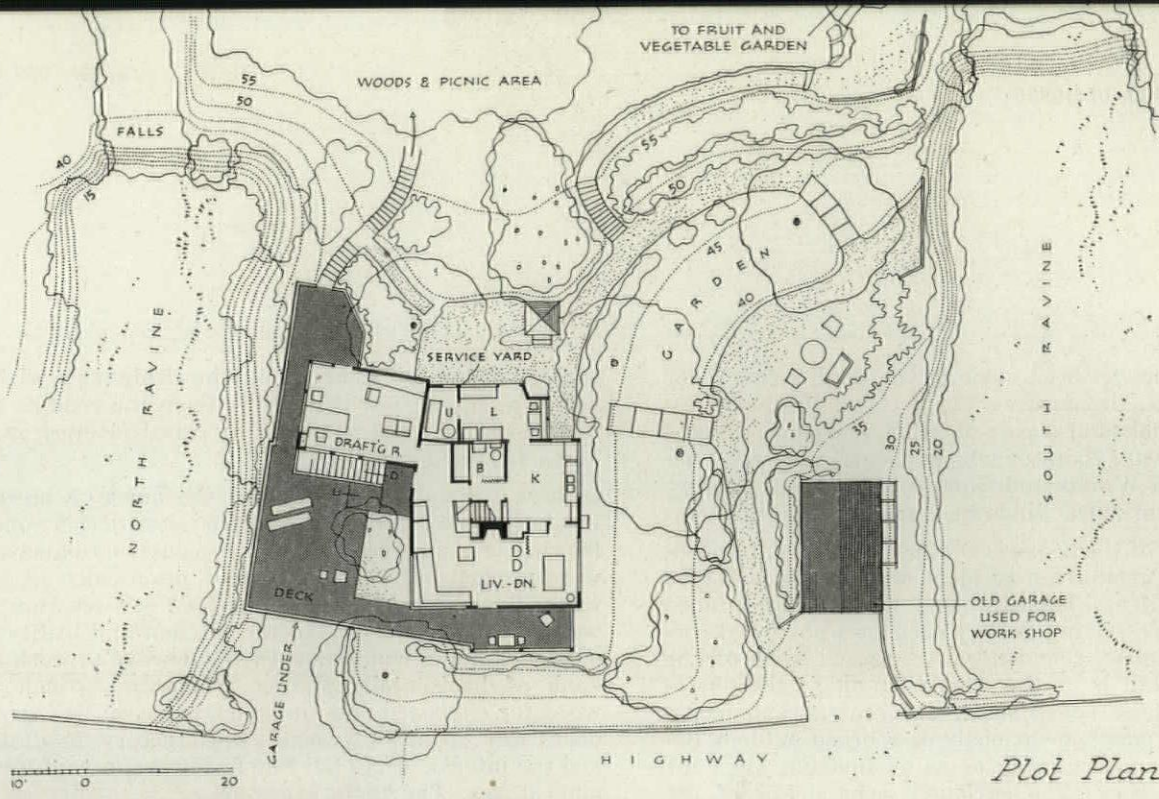 TO FRUIT AND
VEGETABLE GARDEN
WOODS & PICNIC AREA
55
50
FALLS
40
15
55
50
45
40
GARDEN
NORTH RAVINE
SOUTH RAVINE
SERVICE YARD
U
L
DRAFT'G R.
D
B
K
U
35
30
25
20
D
D
LIV.-DN.
DECK
OLD GARAGE
USED FOR
WORK SHOP
GARAGE UNDER
HIGHWAY
10'
0
20
Plot Plan